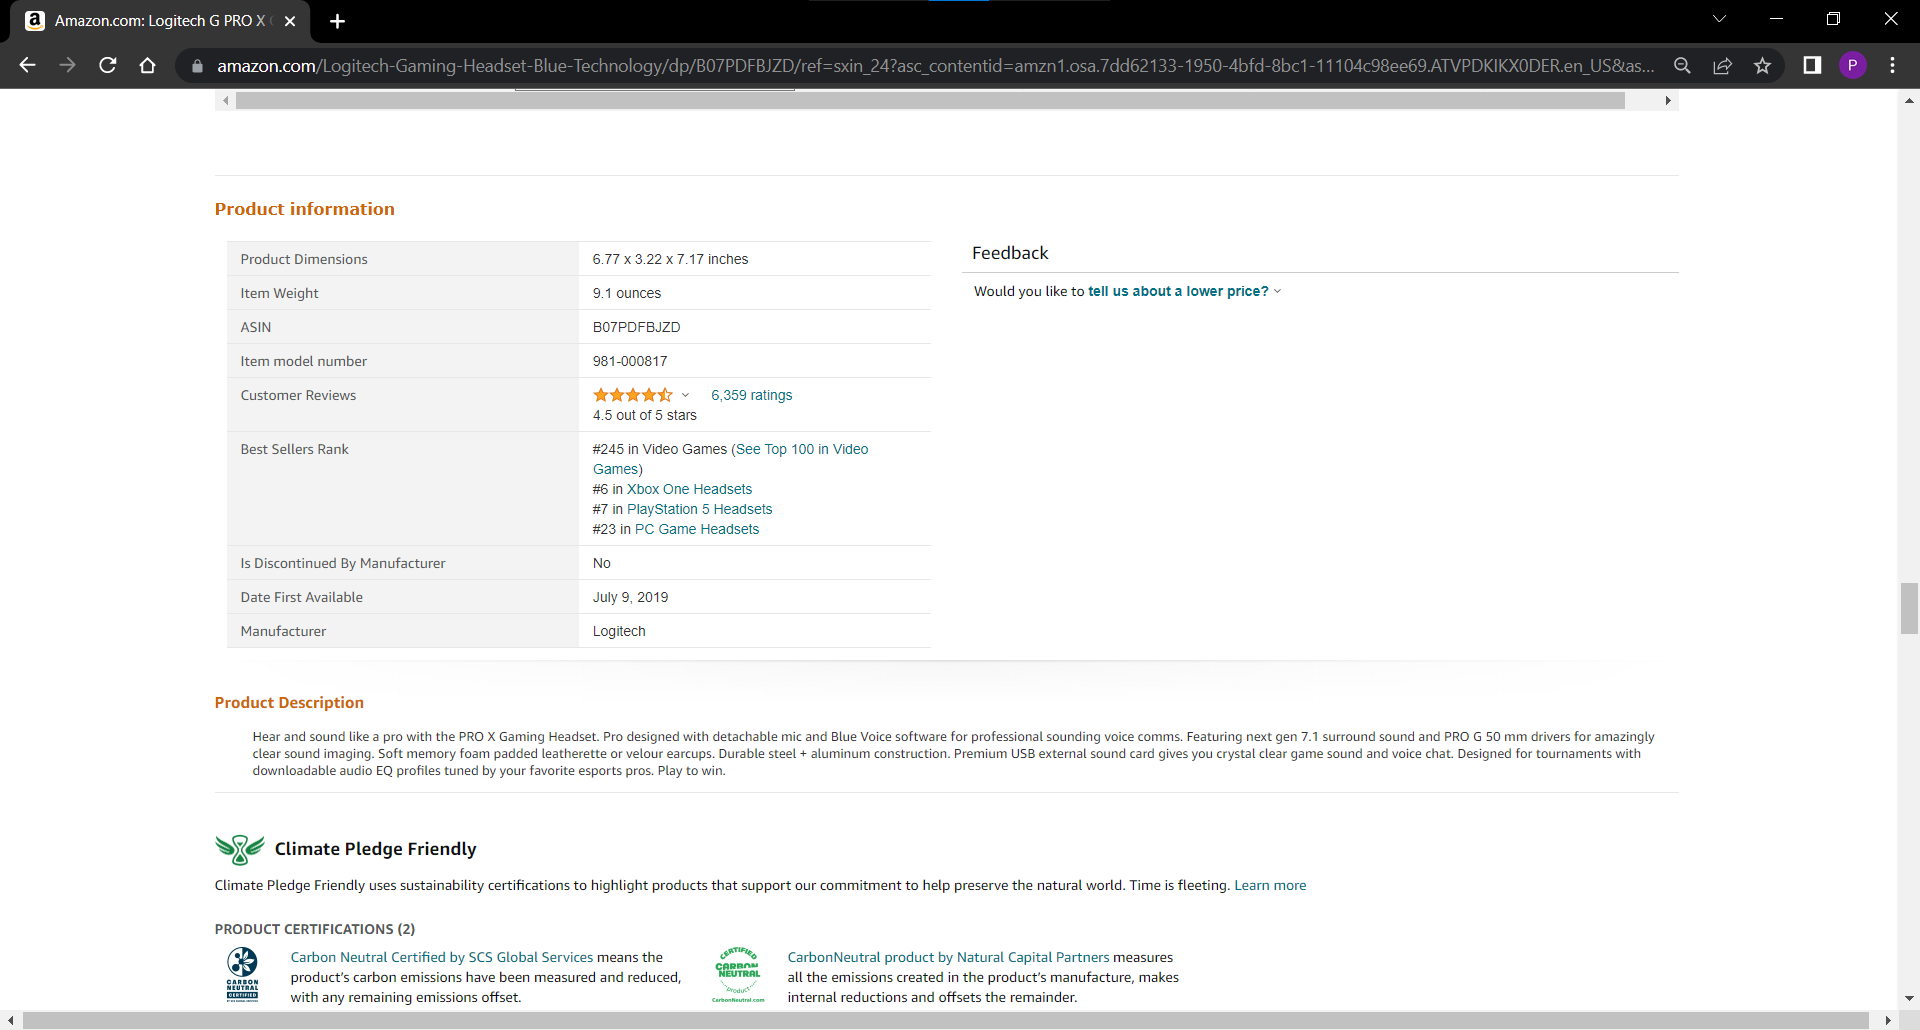 Amazon.com: Logitech G PRO X
amazon.com/Logitech-Gaming-Headset-Blue-Technology/dp/B07PDFBJZD/ref=sxin_24?asc_contentid=amzn1.osa.7dd62133-1950-4bfd-8bc1-11104c98ee69.ATVPDKIKX0DER.en_US&as...
P
Product information
Product Dimensions 6.77 x 3.22 x 7.17 inches
Item Weight 9.1 ounces
ASIN B07PDFBJZD
Item model number 981-000817
Customer Reviews 6,359 ratings
4.5 out of 5 stars
Best Sellers Rank #245 in Video Games (See Top 100 in Video
Games)
#6 in Xbox One Headsets
#7 in PlayStation 5 Headsets
#23 in PC Game Headsets
Is Discontinued By Manufacturer No
Date First Available July 9, 2019
Manufacturer Logitech
Feedback
Would you like to tell us about a lower price?
Product Description
Hear and sound like a pro with the PRO X Gaming Headset. Pro designed with detachable mic and Blue Voice software for professional sounding voice comms. Featuring next gen 7.1 surround sound and PRO G 50 mm drivers for amazingly
clear sound imaging. Soft memory foam padded leatherette or velour earcups. Durable steel + aluminum construction. Premium USB external sound card gives you crystal clear game sound and voice chat. Designed for tournaments with
downloadable audio EQ profiles tuned by your favorite esports pros. Play to win.
Climate Pledge Friendly
Climate Pledge Friendly uses sustainability certifications to highlight products that support our commitment to help preserve the natural world. Time is fleeting. Learn more
PRODUCT CERTIFICATIONS (2)
CARBON
NEUTRAL
CERTIFIED
Carbon Neutral Certified by SCS Global Services means the
product's carbon emissions have been measured and reduced,
with any remaining emissions offset.
CERTIFIED
CARBON
NEUTRAL
product
CarbonNeutral.com
CarbonNeutral product by Natural Capital Partners measures
all the emissions created in the product's manufacture, makes
internal reductions and offsets the remainder.